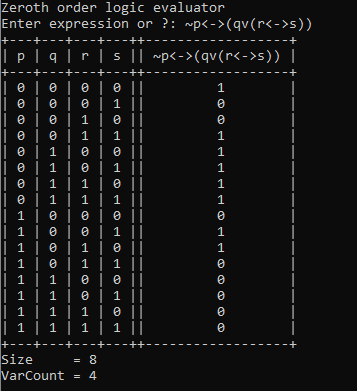 Zeroth order logic evaluator
Enter expression or ?: ~p<->(qv(r<->s))
+---+---+---+---++------------------+
| p | q | r | s || ~p<->(qv(r<->s)) |
+---+---+---+---++------------------+
| 0 | 0 | 0 | 0 ||        1         |
| 0 | 0 | 0 | 1 ||        0         |
| 0 | 0 | 1 | 0 ||        0         |
| 0 | 0 | 1 | 1 ||        1         |
| 0 | 1 | 0 | 0 ||        1         |
| 0 | 1 | 0 | 1 ||        1         |
| 0 | 1 | 1 | 0 ||        1         |
| 0 | 1 | 1 | 1 ||        1         |
| 1 | 0 | 0 | 0 ||        0         |
| 1 | 0 | 0 | 1 ||        1         |
| 1 | 0 | 1 | 0 ||        1         |
| 1 | 0 | 1 | 1 ||        0         |
| 1 | 1 | 0 | 0 ||        0         |
| 1 | 1 | 0 | 1 ||        0         |
| 1 | 1 | 1 | 0 ||        0         |
| 1 | 1 | 1 | 1 ||        0         |
+---+---+---+---++------------------+
Size     = 8
VarCount = 4